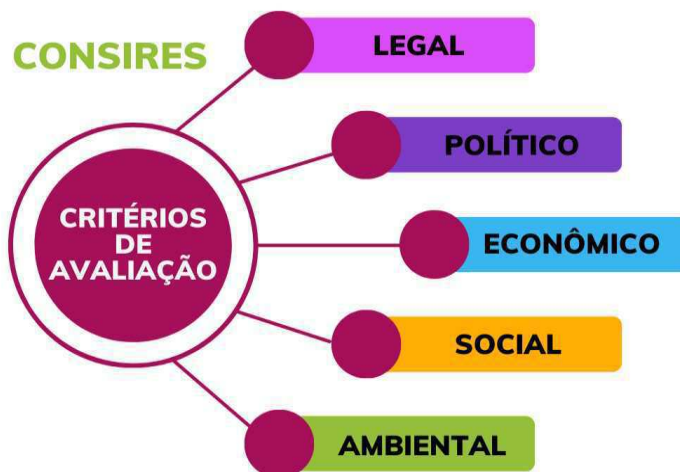 CONSIRES
LEGAL
POLÍTICO
CRITÉRIOS
DE
AVALIAÇÃO
ECONÔMICO
SOCIAL
AMBIENTAL